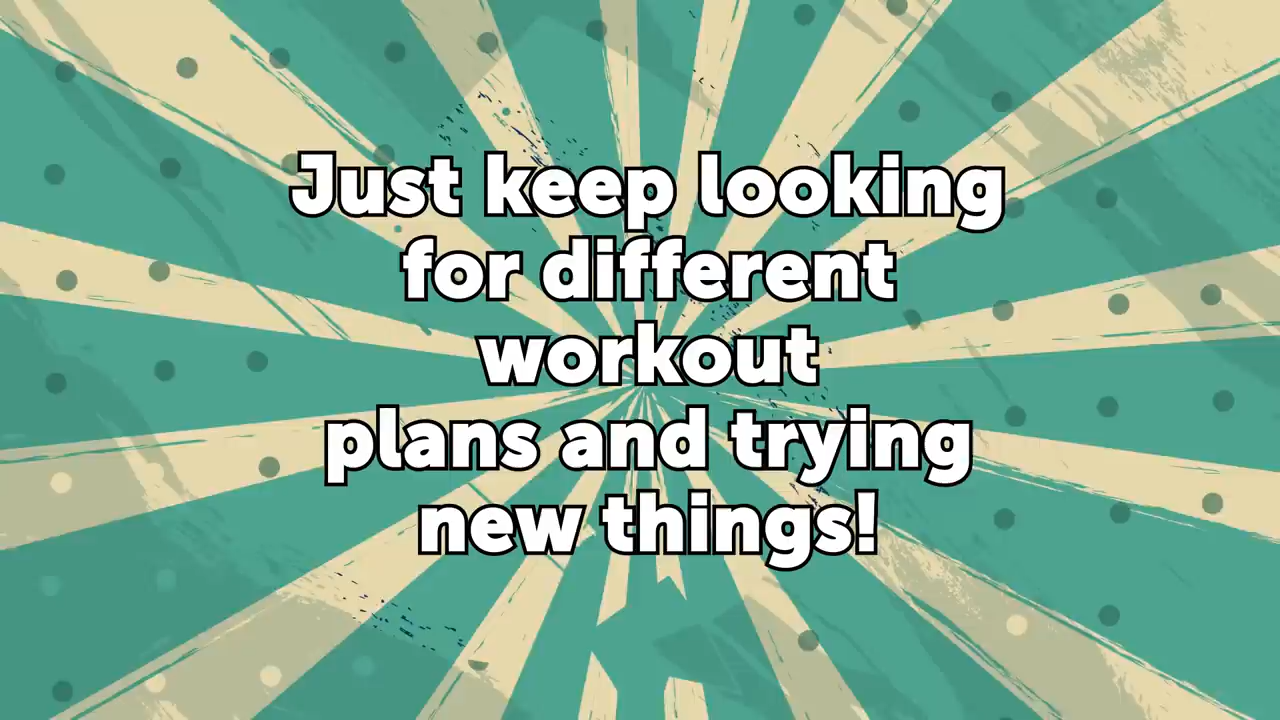 Just keep looking
for different
workout
plans and trying
new things!